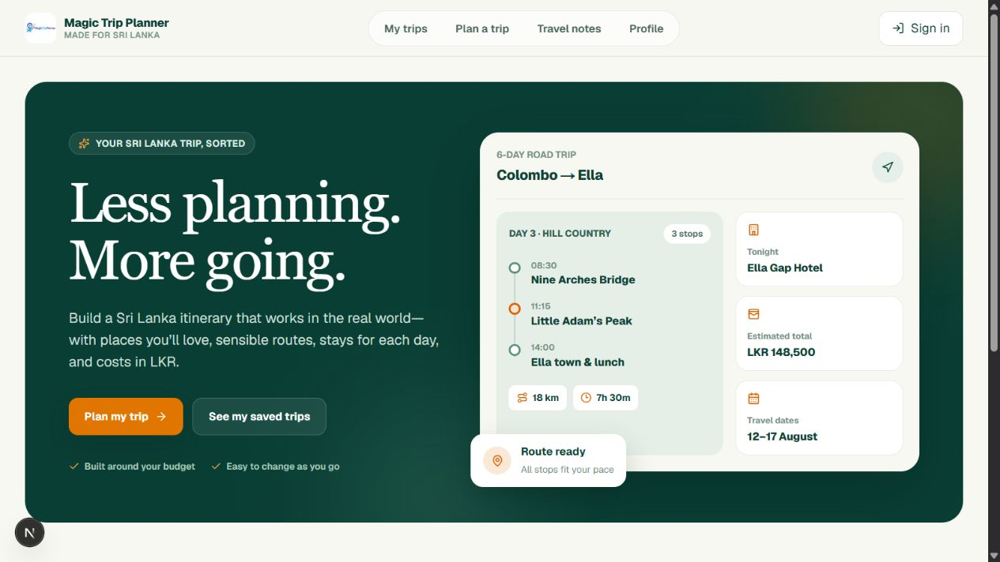 Magic Trip Planner
MADE FOR SRI LANKA
My trips
Plan a trip
Travel notes
Profile
Sign in
YOUR SRI LANKA TRIP, SORTED
Less planning.
More going.
Build a Sri Lanka itinerary that works in the real world—
with places you’ll love, sensible routes, stays for each day,
and costs in LKR.
Plan my trip →
See my saved trips
Built around your budget
Easy to change as you go
6-DAY ROAD TRIP
Colombo → Ella
DAY 3 · HILL COUNTRY
3 stops
08:30
Nine Arches Bridge
11:15
Little Adam’s Peak
14:00
Ella town & lunch
18 km
7h 30m
Route ready
All stops fit your pace
Tonight
Ella Gap Hotel
Estimated total
LKR 148,500
Travel dates
12–17 August
N